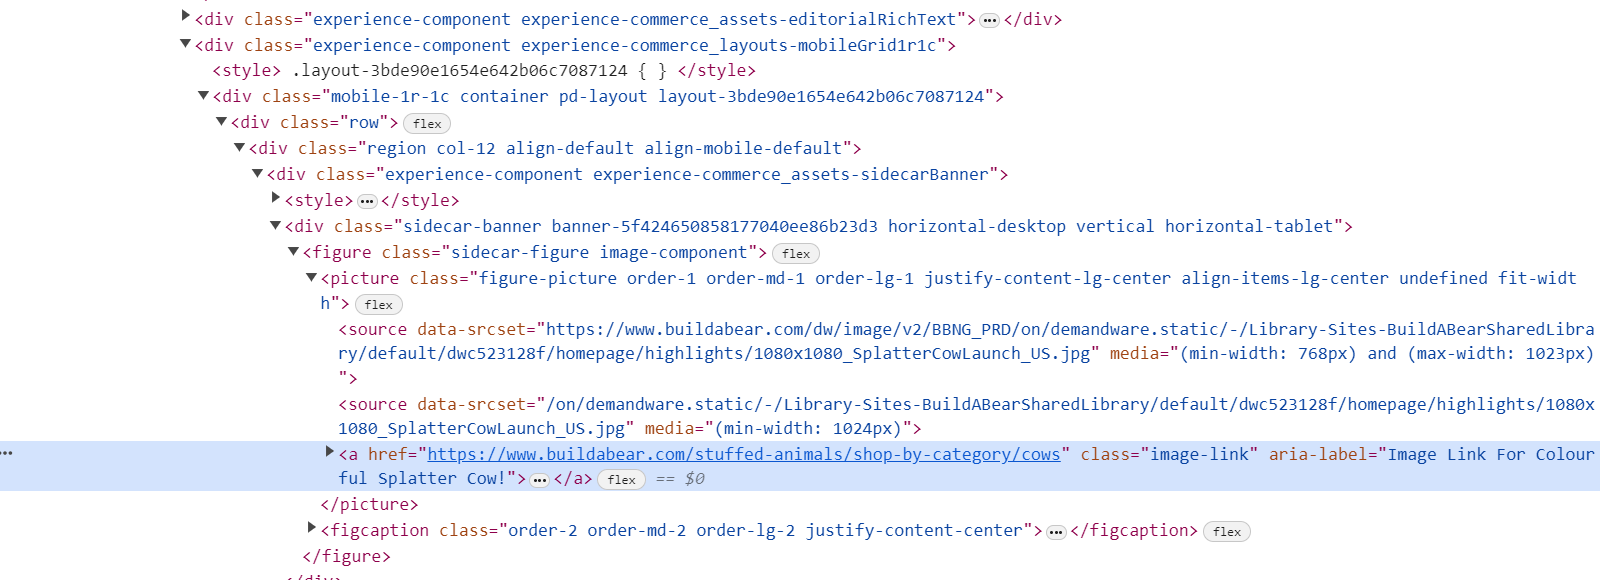 <div class="experience-component experience-commerce_assets-editorialRichText">…</div>
<div class="experience-component experience-commerce_layouts-mobileGrid1r1c">
<style> .layout-3bde90e1654e642b06c7087124 { } </style>
<div class="mobile-1r-1c container pd-layout layout-3bde90e1654e642b06c7087124">
<div class="row"> flex
<div class="region col-12 align-default align-mobile-default">
<div class="experience-component experience-commerce_assets-sidecarBanner">
<style>…</style>
<div class="sidecar-banner banner-5f424650858177040ee86b23d3 horizontal-desktop vertical horizontal-tablet">
<figure class="sidecar-figure image-component"> flex
<picture class="figure-picture order-1 order-md-1 order-lg-1 justify-content-lg-center align-items-lg-center undefined fit-widt
h"> flex
<source data-srcset="https://www.buildabear.com/dw/image/v2/BBNG_PRD/on/demandware.static/-/Library-Sites-BuildABearSharedLibra
ry/default/dwc523128f/homepage/highlights/1080x1080_SplatterCowLaunch_US.jpg" media="(min-width: 768px) and (max-width: 1023px)
">
<source data-srcset="/on/demandware.static/-/Library-Sites-BuildABearSharedLibrary/default/dwc523128f/homepage/highlights/1080x
1080_SplatterCowLaunch_US.jpg" media="(min-width: 1024px)">
<a href="https://www.buildabear.com/stuffed-animals/shop-by-category/cows" class="image-link" aria-label="Image Link For Colour
ful Splatter Cow!">…</a> flex == $0
</picture>
<figcaption class="order-2 order-md-2 order-lg-2 justify-content-center">…</figcaption> flex
</figure>
</div>